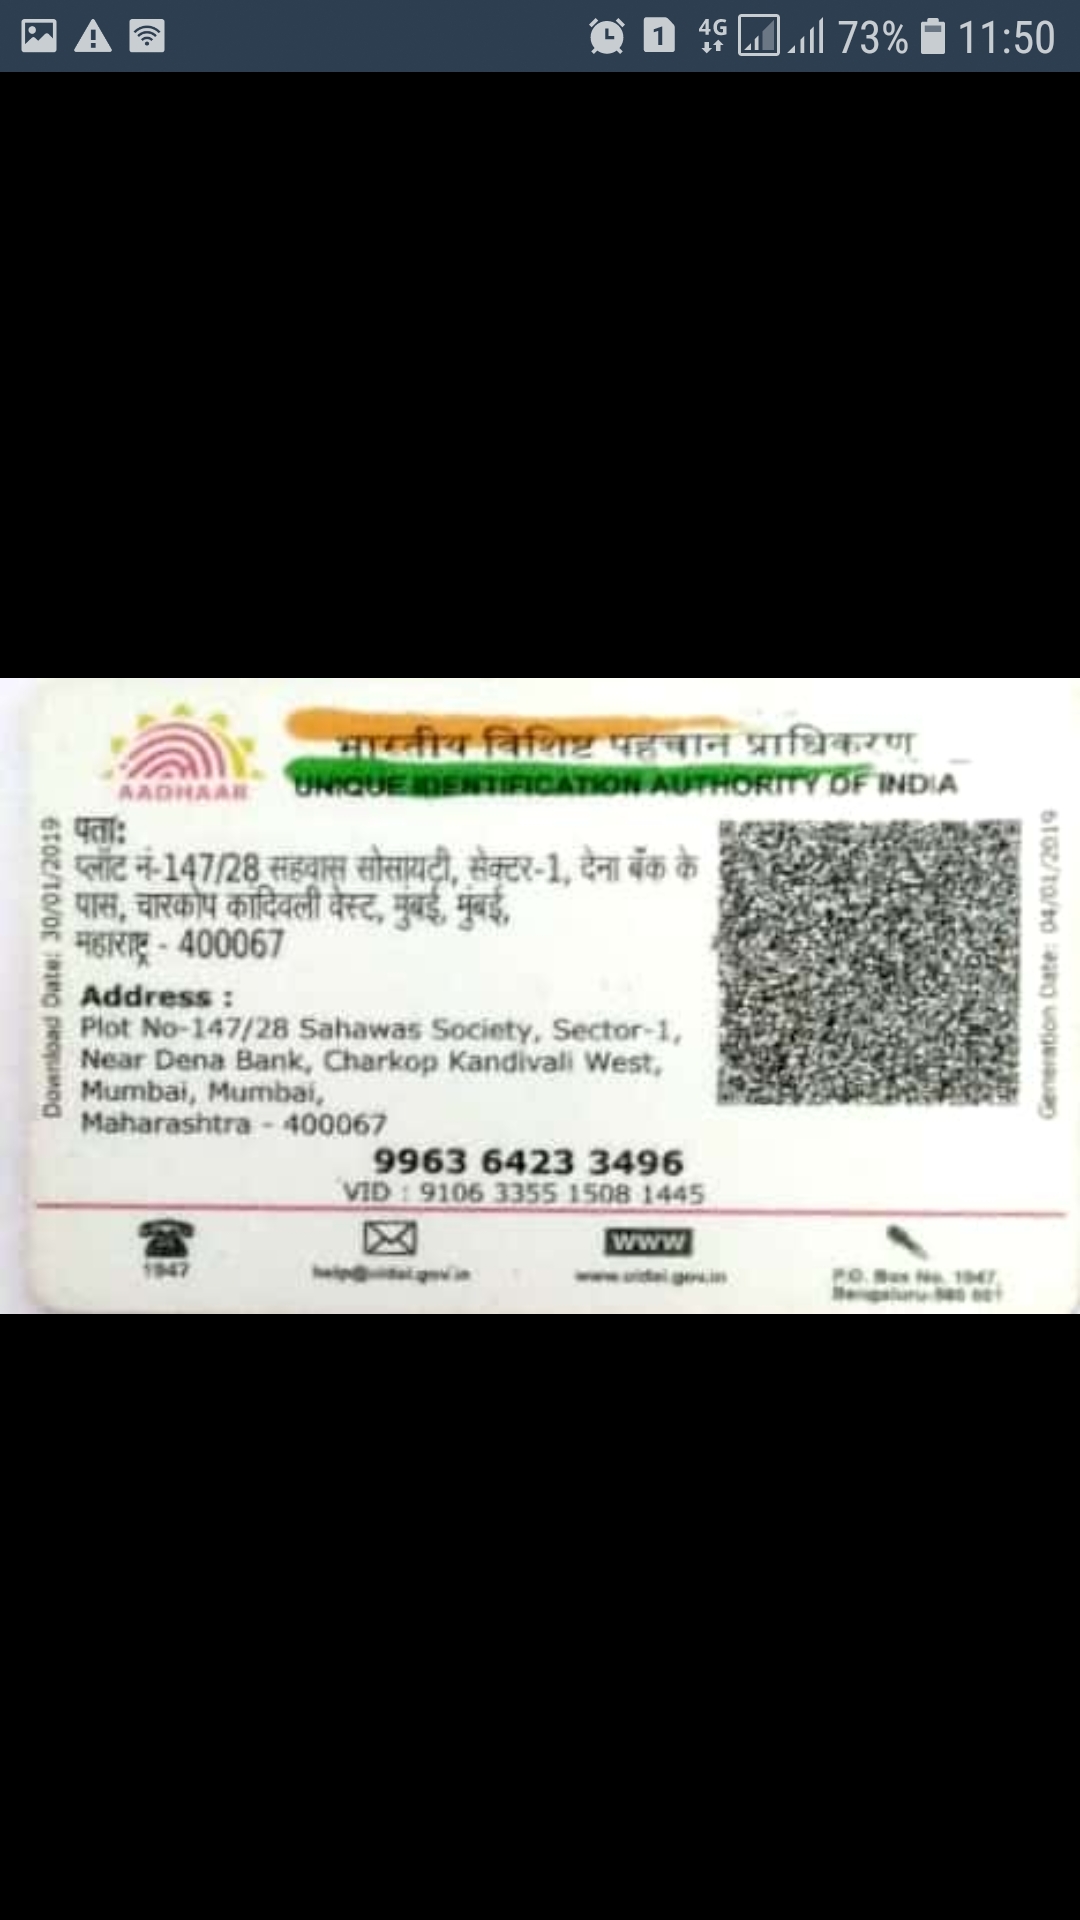 73% 11:50
4G
1
भारतीय विशिष्ट पहचान प्राधिकरण
UNIQUE IDENTIFICATION AUTHORITY OF INDIA
AADHAAR
Download Date: 30/01/2019
पता:
प्लॉट नं-147/28 सहवास सोसायटी, सेक्टर-1, देना बँक के
पास, चारकोप कांदिवली वेस्ट, मुंबई, मुंबई,
महाराष्ट्र - 400067
Address :
Plot No-147/28 Sahawas Society, Sector-1,
Near Dena Bank, Charkop Kandivali West,
Mumbai, Mumbai,
Maharashtra - 400067
Generation Date: 04/01/2019
9963 6423 3496
VID : 9106 3355 1508 1445
1947
help@uidai.gov.in
www
www.uidai.gov.in
P.O. Box No. 1947,
Bengaluru-560 001